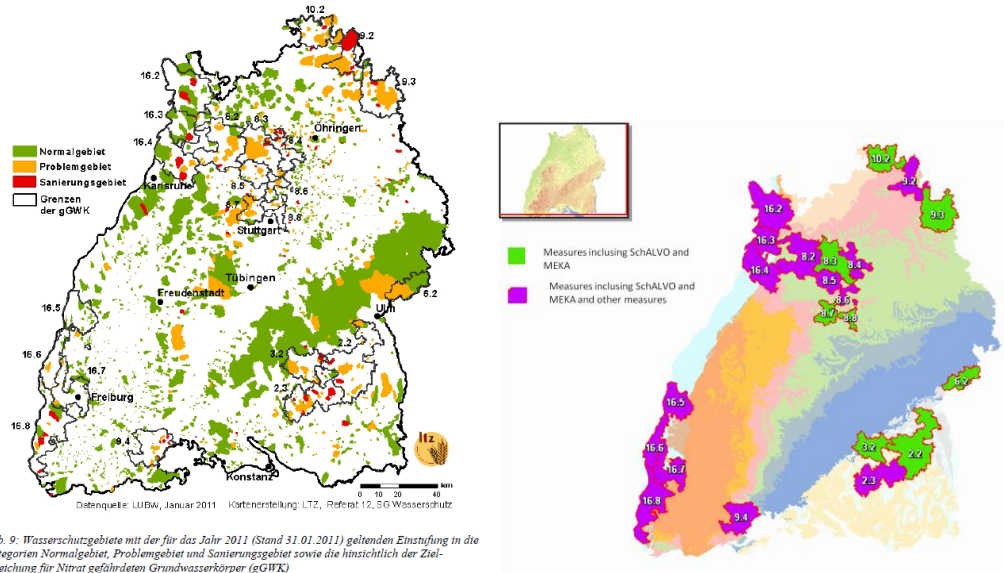 10.2
9.2
16.2
9.3
16.3
8.2
8.3
16.4
8.4
Öhringen
Normalgebiet
Problemgebiet
Sanierungsgebiet
Grenzen
der gGWK
Karlsruhe
8.5
8.6
8.7
8.8
Stuttgart
Tübingen
Freudenstadt
6.2
Ulm
16.5
2.2
3.2
16.6
16.7
2.3
Freiburg
16.8
9.4
ltz
Konstanz
km
0 20 40
Datenquelle: LUBW, Januar 2011 Kartenerstellung: LTZ, Referat 12, SG Wasserschutz
b. 9: Wasserschutzgebiete mit der für das Jahr 2011 (Stand 31.01.2011) geltenden Einstufung in die
tegorien Normalgebiet, Problemgebiet und Sanierungsgebiet sowie die hinsichtlich der Ziel-
eichung für Nitrat gefährdeten Grundwasserkörper (gGWK)
Measures inclusing SchALVO and
MEKA
Measures inclusing SchALVO and
MEKA and other measures
10.2
9.2
16.2
9.3
16.3
8.2
8.3
8.4
16.4
8.5
8.6
8.7
8.8
6.2
16.5
3.2
2.2
16.6
16.7
2.3
16.8
9.4